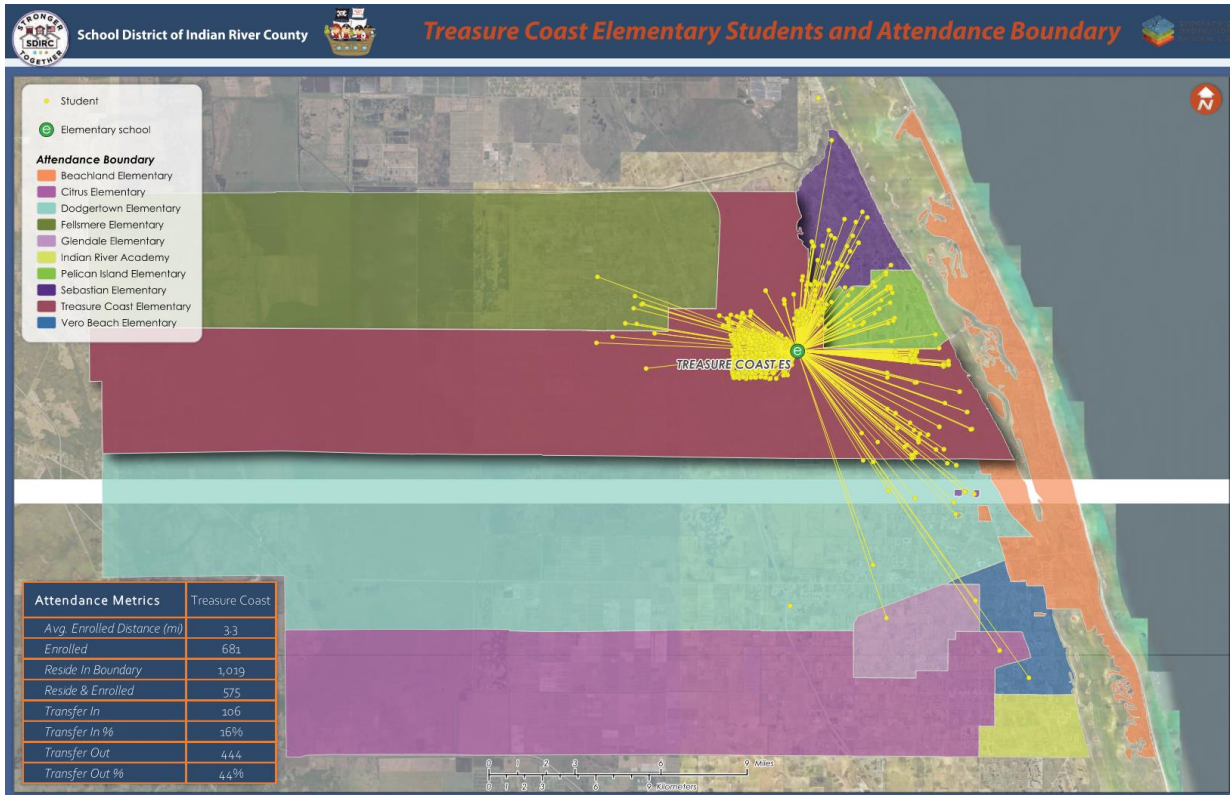 STRONGER
SDIRC
TOGETHER
School District of Indian River County
Treasure Coast Elementary Students and Attendance Boundary
N
Student
e Elementary school
Attendance Boundary
Beachland Elementary
Citrus Elementary
Dodgertown Elementary
Fellsmere Elementary
Glendale Elementary
Indian River Academy
Pelican Island Elementary
Sebastian Elementary
Treasure Coast Elementary
Vero Beach Elementary
e
TREASURE COAST ES
Attendance Metrics Treasure Coast
Avg. Enrolled Distance (mi) 3.3
Enrolled 681
Reside In Boundary 1,019
Reside & Enrolled 575
Transfer In 106
Transfer In % 16%
Transfer Out 444
Transfer Out % 44%
0 1 2 3 6 9 Miles
0 1 2 3 6 9 Kilometers